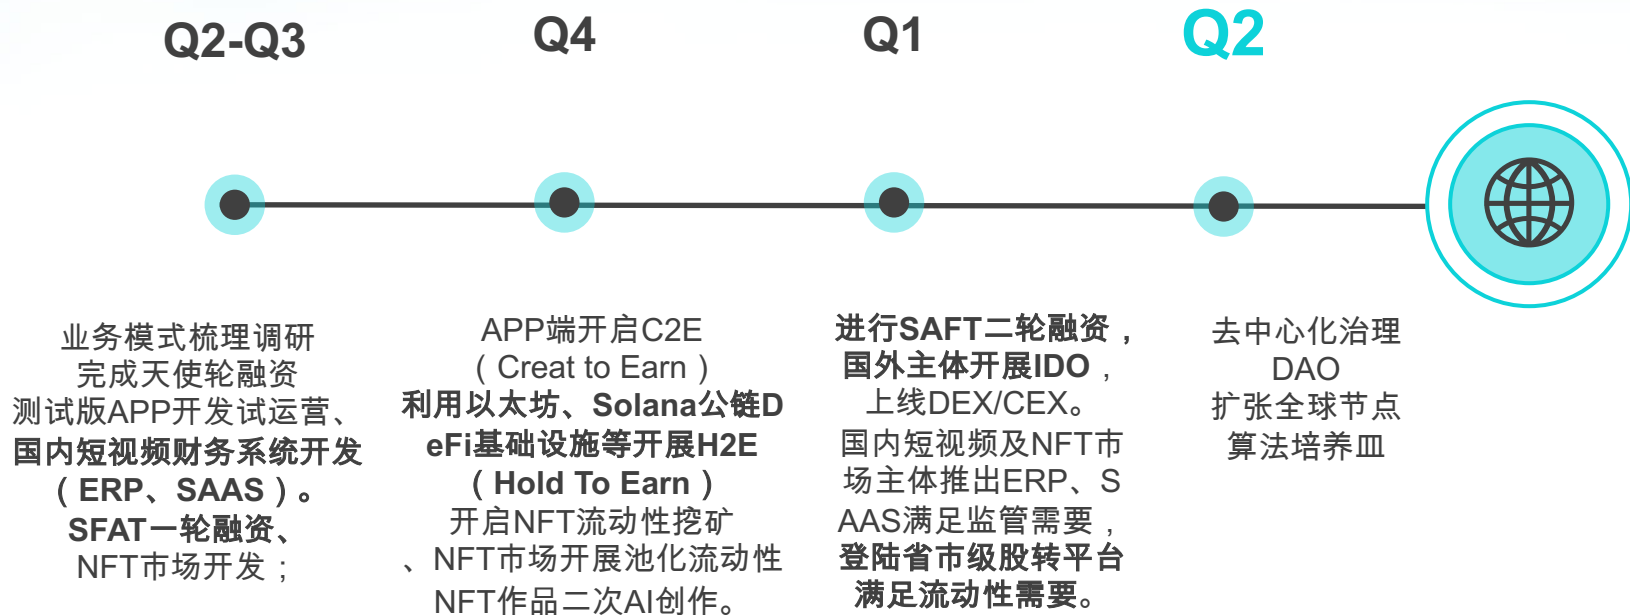 Q2-Q3
Q4
Q1
Q2
业务模式梳理调研
完成天使轮融资
测试版APP开发试运营、
国内短视频财务系统开发
（ERP、SAAS）。
SFAT一轮融资、
NFT市场开发；
APP端开启C2E
（Creat to Earn）
利用以太坊、Solana公链D
eFi基础设施等开展H2E
（Hold To Earn）
开启NFT流动性挖矿
、NFT市场开展池化流动性
NFT作品二次AI创作。
进行SAFT二轮融资，
国外主体开展IDO，
上线DEX/CEX。
国内短视频及NFT市
场主体推出ERP、S
AAS满足监管需要，
登陆省市级股转平台
满足流动性需要。
去中心化治理
DAO
扩张全球节点
算法培养皿